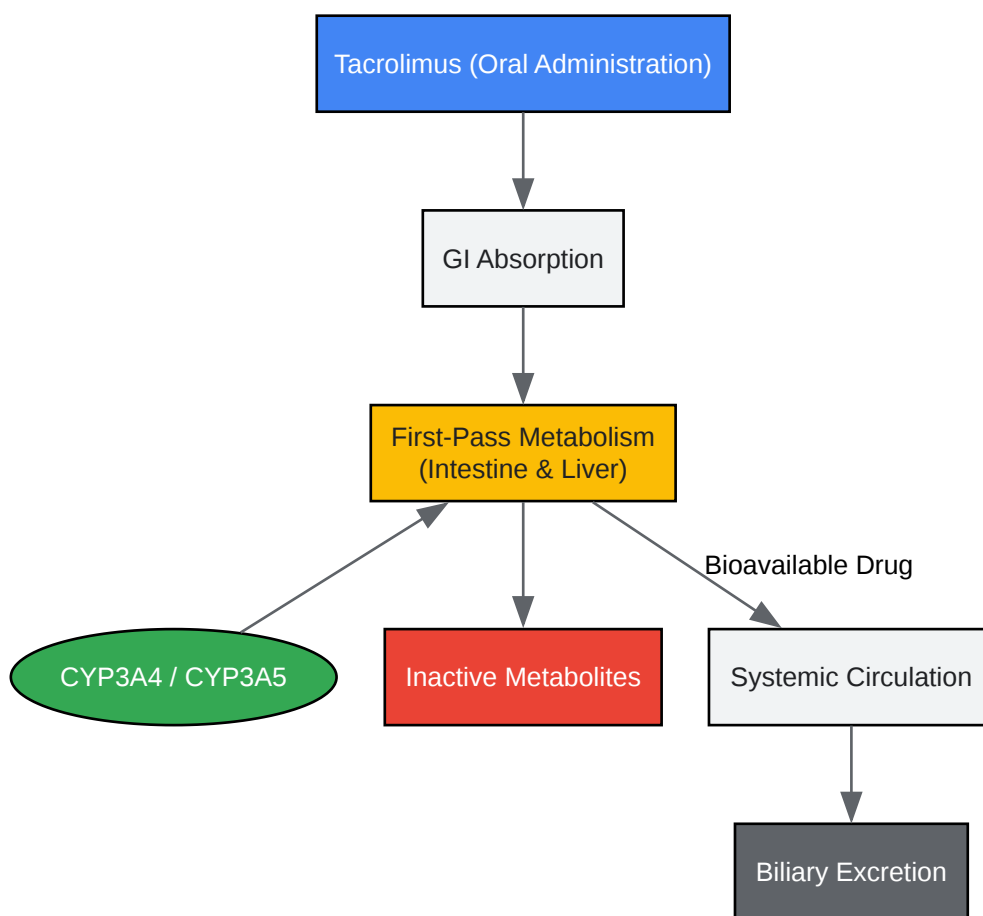 Tacrolimus (Oral Administration)
GI Absorption
First-Pass Metabolism
(Intestine & Liver)
Bioavailable Drug
CYP3A4 / CYP3A5
Inactive Metabolites
Systemic Circulation
Biliary Excretion